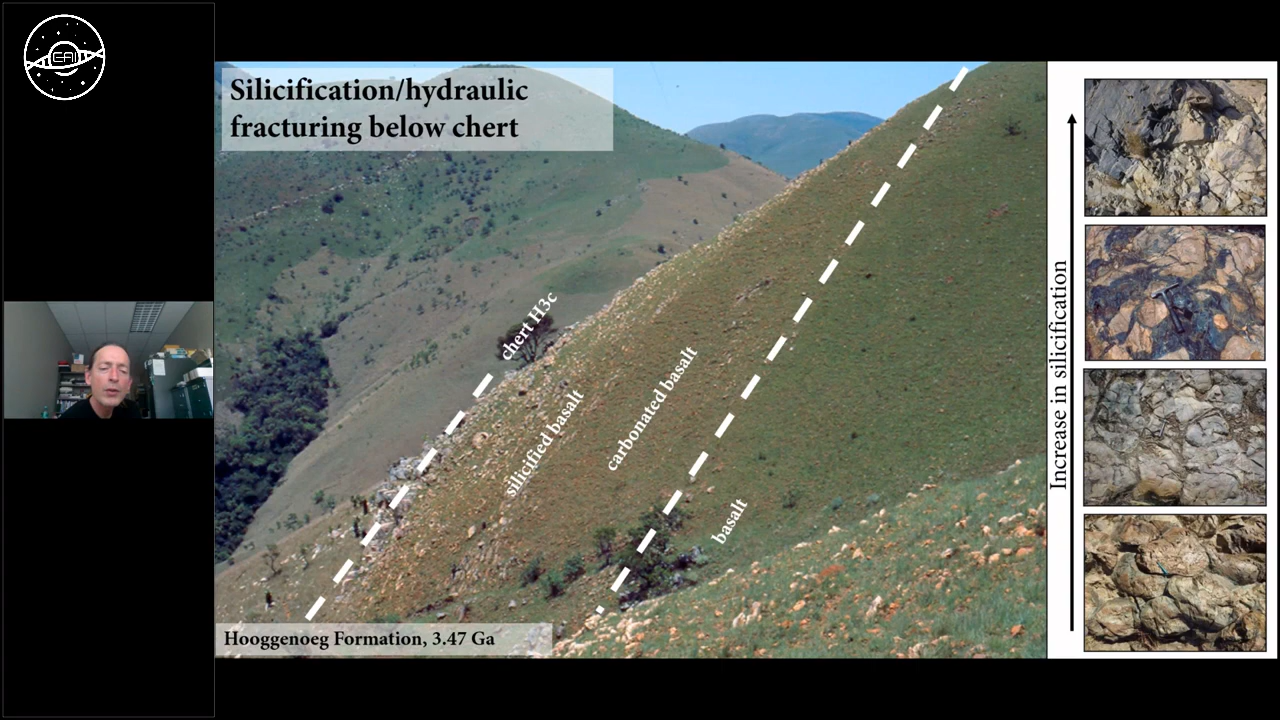 EAI
Silicification/hydraulic
fracturing below chert
chert H3c
silicified basalt
carbonated basalt
basalt
Hooggenoeg Formation, 3.47 Ga
Increase in silicification